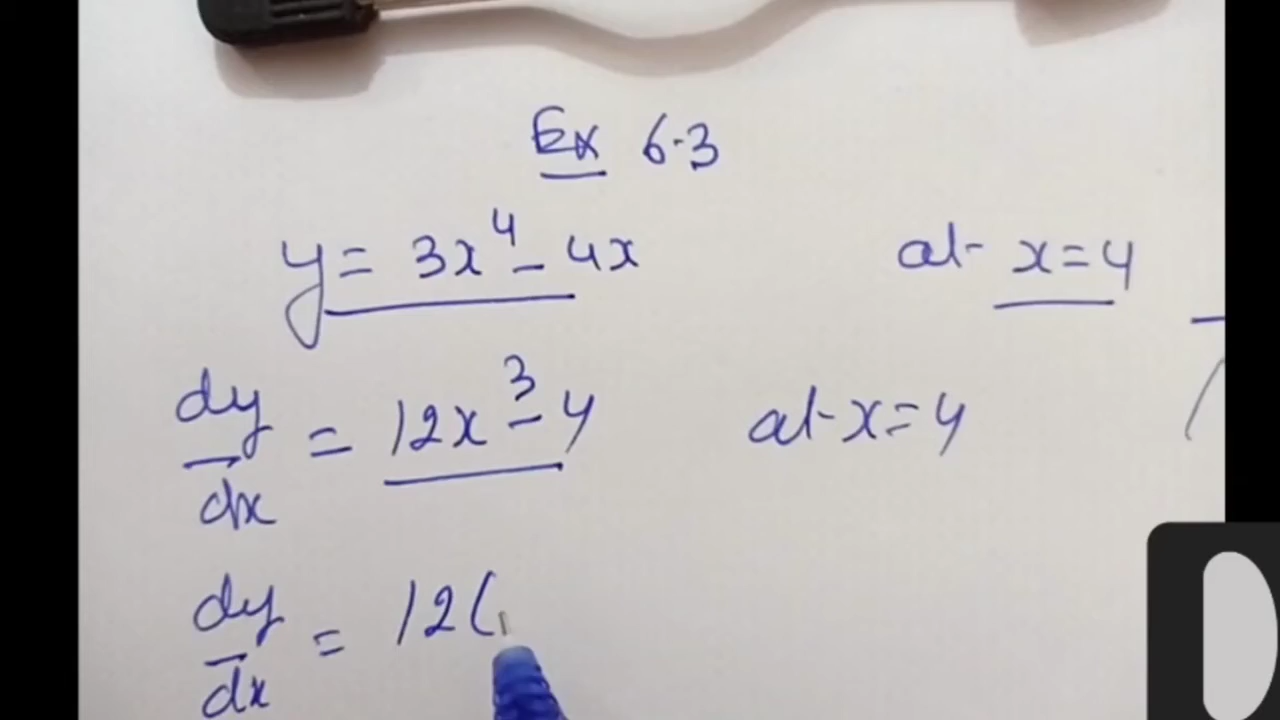 Ex 6.3
y = 3x⁴ - 4x at x = 4
dy/dx = 12x³ - 4 at x = 4
dy/dx = 12(